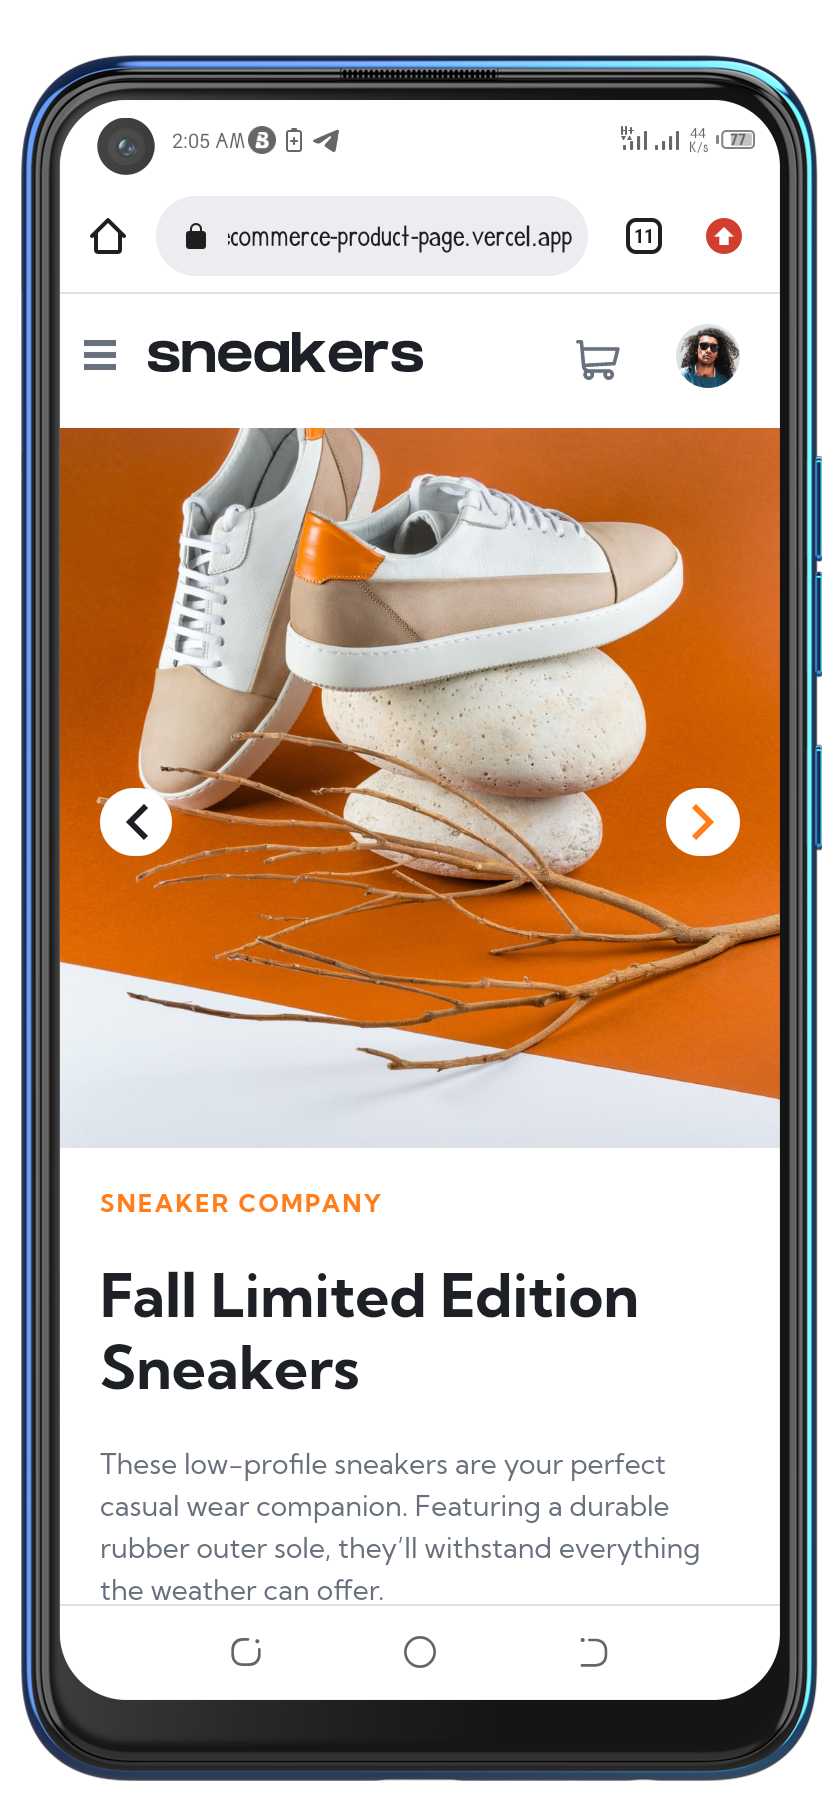 2:05 AM
H+
44
K/s
77
commerce-product-page.vercel.app
11
sneakers
SNEAKER COMPANY
Fall Limited Edition
Sneakers
These low-profile sneakers are your perfect
casual wear companion. Featuring a durable
rubber outer sole, they’ll withstand everything
the weather can offer.